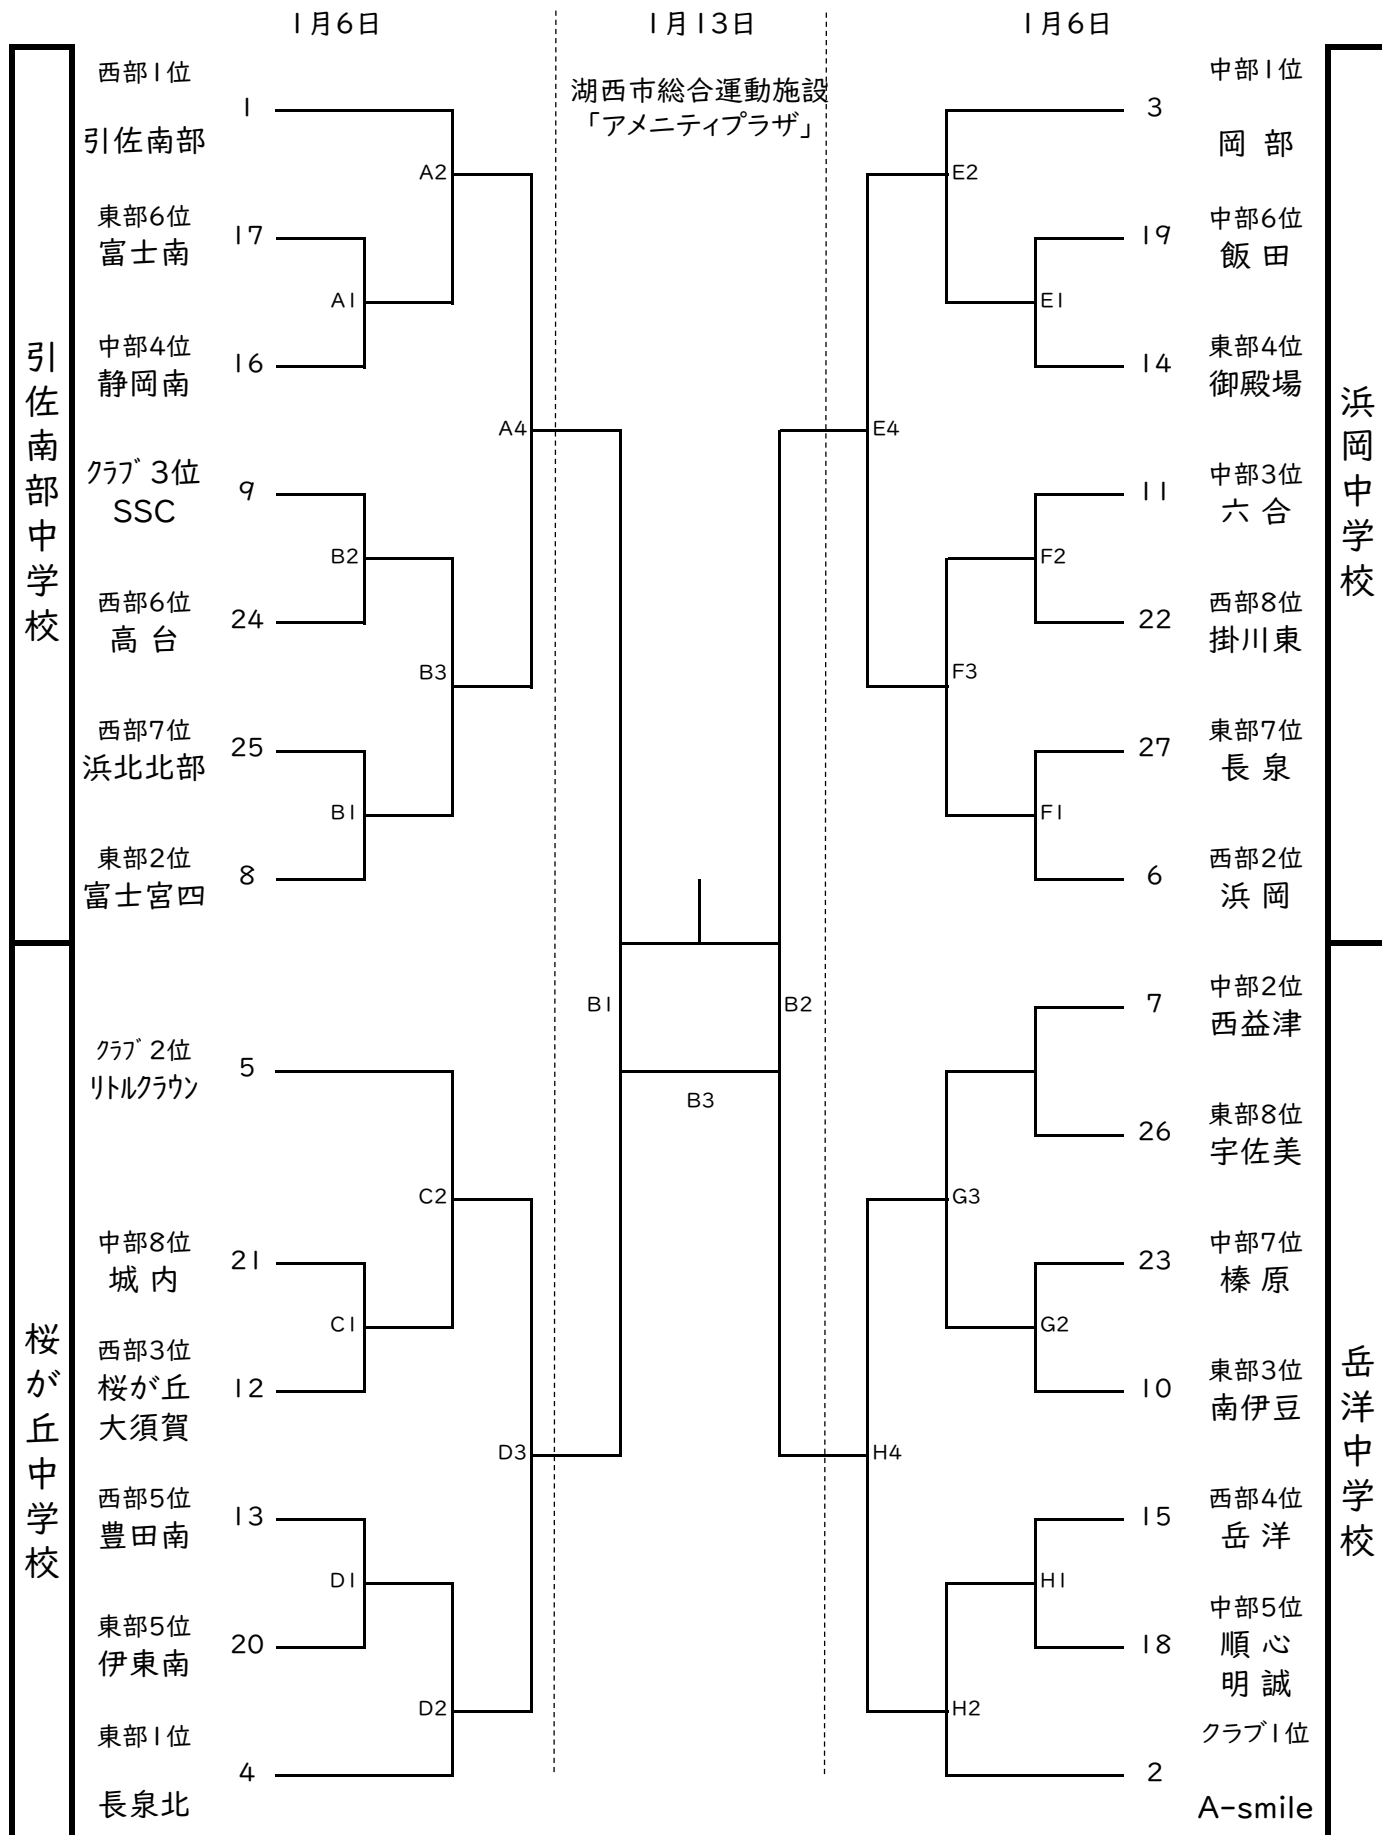 1月6日
1月13日
1月6日
湖西市総合運動施設
「アメニティプラザ」
引佐南部中学校
西部1位
1
引佐南部
A2
東部6位
17
富士南
A1
中部4位
16
静岡南
A4
クラブ 3位
9
SSC
B2
西部6位
24
高台
B3
西部7位
25
浜北北部
B1
東部2位
8
富士宮四
桜が丘中学校
クラブ 2位
5
リトルクラウン
C2
中部8位
21
城内
C1
西部3位
12
桜が丘
大須賀
D3
西部5位
13
豊田南
D1
東部5位
20
伊東南
D2
東部1位
4
長泉北
B1
B2
B3
浜岡中学校
中部1位
3
岡部
E2
中部6位
19
飯田
E1
東部4位
14
御殿場
E4
中部3位
11
六合
F2
西部8位
22
掛川東
F3
東部7位
27
長泉
F1
西部2位
6
浜岡
岳洋中学校
中部2位
7
西益津
東部8位
26
宇佐美
G3
中部7位
23
榛原
G2
東部3位
10
南伊豆
H4
西部4位
15
岳洋
H1
中部5位
18
順心
明誠
H2
クラブ1位
2
A-smile